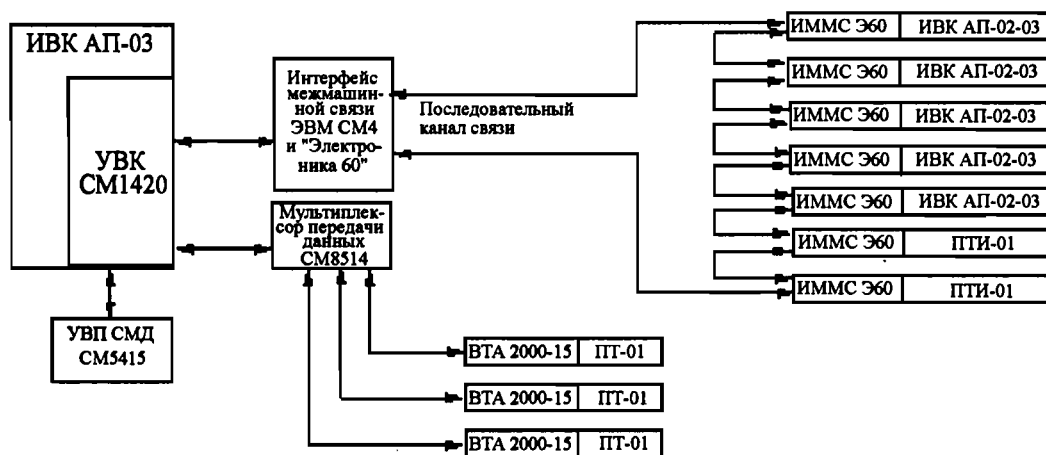 ИВК АП-03
УВК
СМ1420
УВП СМД
СМ5415
Интерфейс
межмашин-
ной связи
ЭВМ СМ4
и "Электро-
ника 60"
Мультиплек-
сор передачи
данных
СМ8514
Последовательный
канал связи
ИММС Э60 ИВК АП-02-03
ИММС Э60 ИВК АП-02-03
ИММС Э60 ИВК АП-02-03
ИММС Э60 ИВК АП-02-03
ИММС Э60 ИВК АП-02-03
ИММС Э60 ПТИ-01
ИММС Э60 ПТИ-01
ВТА 2000-15 ПТ-01
ВТА 2000-15 ПТ-01
ВТА 2000-15 ПТ-01